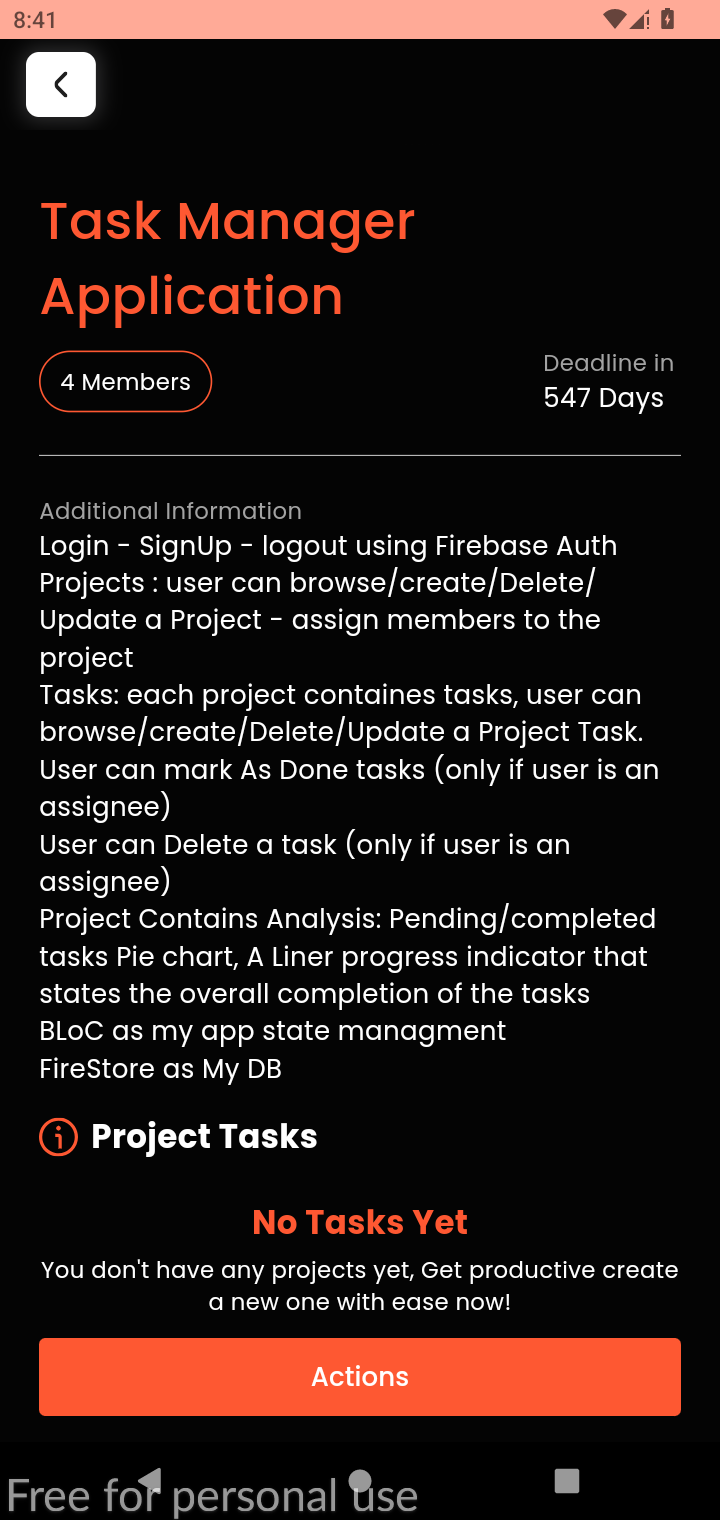 8:41
Task Manager
Application
4 Members
Deadline in
547 Days
Additional Information
Login - SignUp - logout using Firebase Auth
Projects : user can browse/create/Delete/
Update a Project - assign members to the
project
Tasks: each project containes tasks, user can
browse/create/Delete/Update a Project Task.
User can mark As Done tasks (only if user is an
assignee)
User can Delete a task (only if user is an
assignee)
Project Contains Analysis: Pending/completed
tasks Pie chart, A Liner progress indicator that
states the overall completion of the tasks
BLoC as my app state managment
FireStore as My DB
Project Tasks
No Tasks Yet
You don't have any projects yet, Get productive create
a new one with ease now!
Actions
Free for personal use